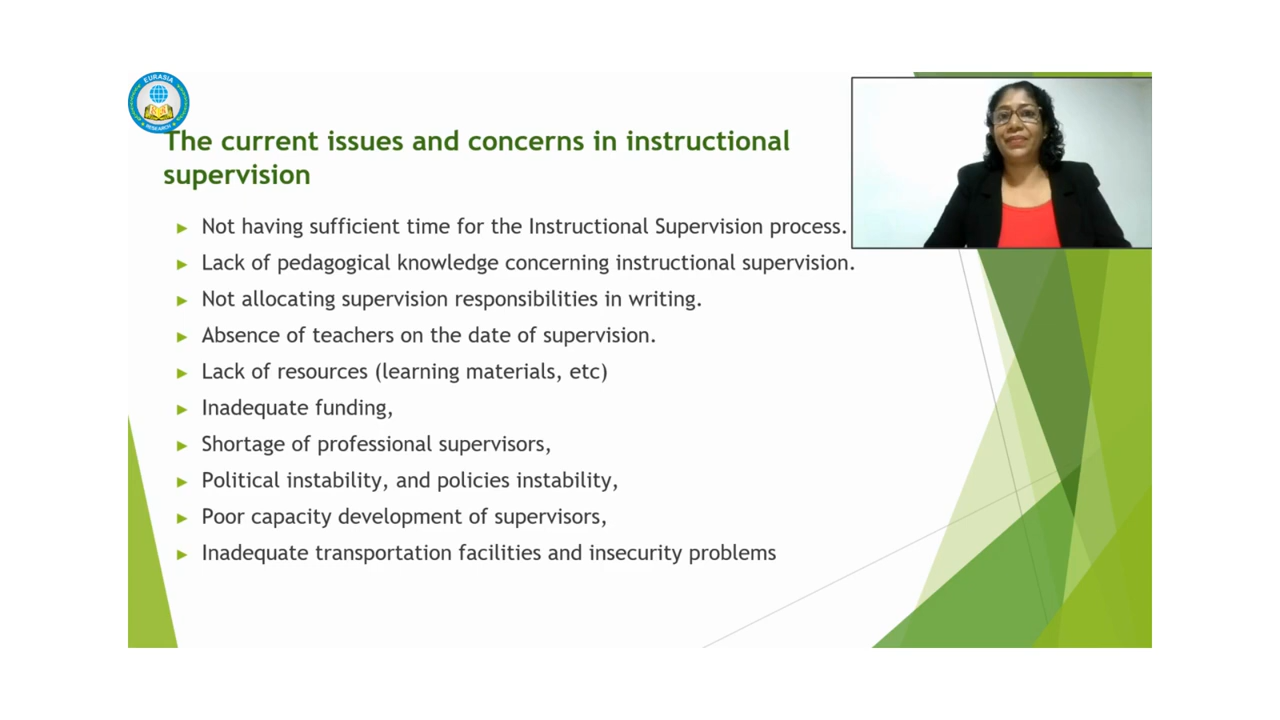 EURASIA
RESEARCH
The current issues and concerns in instructional
supervision
Not having sufficient time for the Instructional Supervision process.
Lack of pedagogical knowledge concerning instructional supervision.
Not allocating supervision responsibilities in writing.
Absence of teachers on the date of supervision.
Lack of resources (learning materials, etc)
Inadequate funding,
Shortage of professional supervisors,
Political instability, and policies instability,
Poor capacity development of supervisors,
Inadequate transportation facilities and insecurity problems